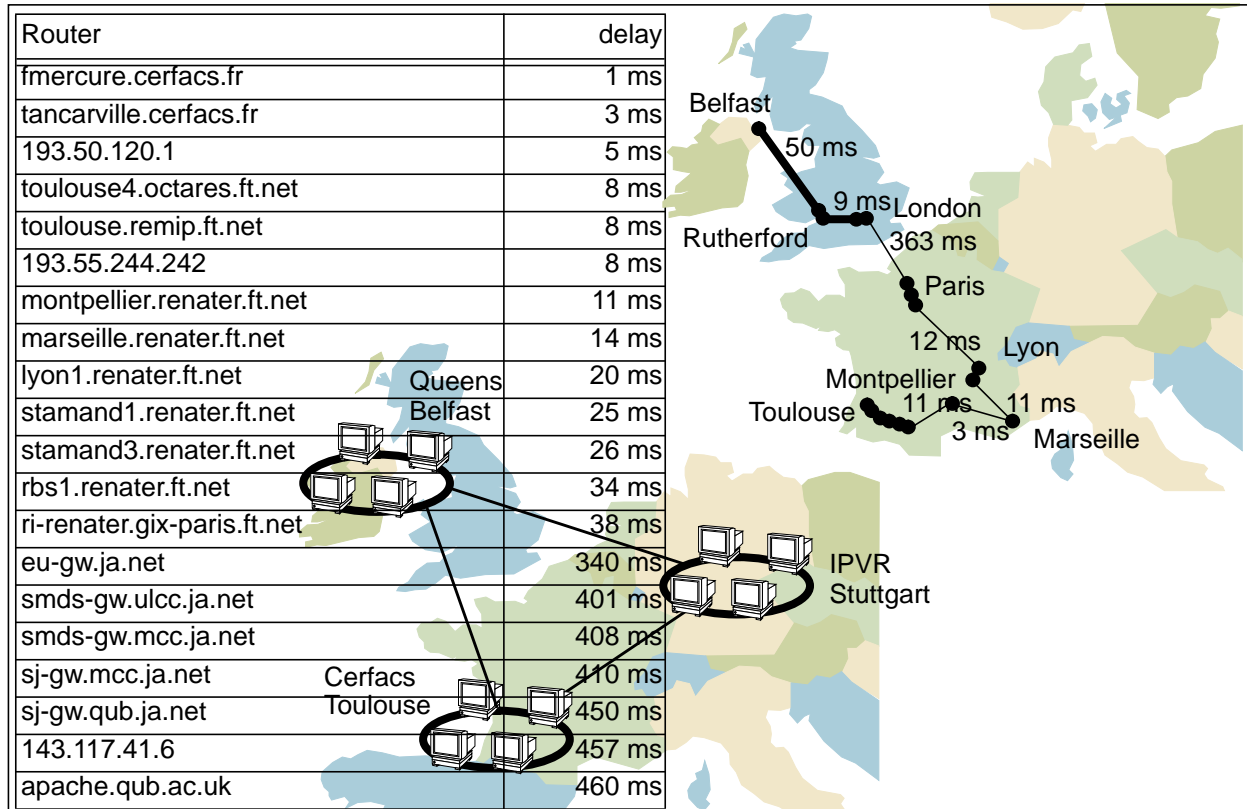 Router delay
fmercure.cerfacs.fr 1 ms
tancarville.cerfacs.fr 3 ms
193.50.120.1 5 ms
toulouse4.octares.ft.net 8 ms
toulouse.remip.ft.net 8 ms
193.55.244.242 8 ms
montpellier.renater.ft.net 11 ms
marseille.renater.ft.net 14 ms
lyon1.renater.ft.net 20 ms
stamand1.renater.ft.net 25 ms
stamand3.renater.ft.net 26 ms
rbs1.renater.ft.net 34 ms
ri-renater.gix-paris.ft.net 38 ms
eu-gw.ja.net 340 ms
smds-gw.ulcc.ja.net 401 ms
smds-gw.mcc.ja.net 408 ms
sj-gw.mcc.ja.net 410 ms
sj-gw.qub.ja.net 450 ms
143.117.41.6 457 ms
apache.qub.ac.uk 460 ms
Queens
Belfast
Cerfacs
Toulouse
IPVR
Stuttgart
Belfast
50 ms
9 ms
London
Rutherford
363 ms
Paris
12 ms
Lyon
Montpellier
Toulouse
11 ms
11 ms
3 ms
Marseille